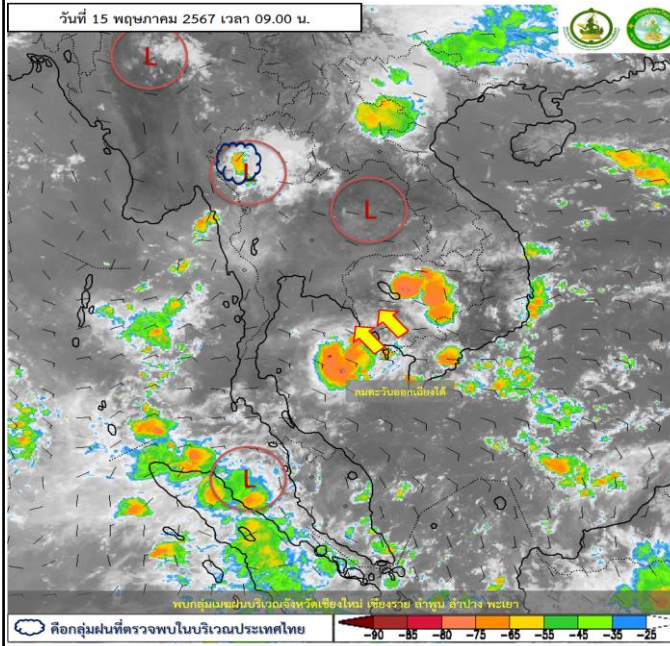 วันที่ 15 พฤษภาคม 2567 เวลา 09.00 น.
L
L
L
ลมตะวันออกเฉียงใต้
L
พบกลุ่มเมฆฝนบริเวณจังหวัดเชียงใหม่ เชียงราย ลำพูน ลำปาง พะเยา
คือกลุ่มฝนที่ตรวจพบในบริเวณประเทศไทย
-90 -85 -80 -75 -65 -55 -45 -35 -25